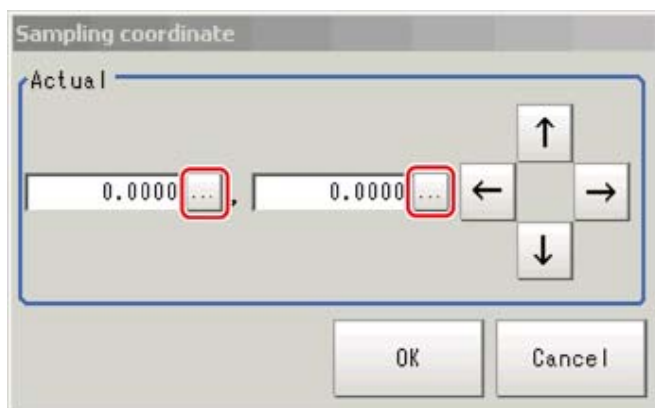 Sampling coordinate
Actual
0.0000 ... , 0.0000 ... ← → ↑ ↓
OK Cancel